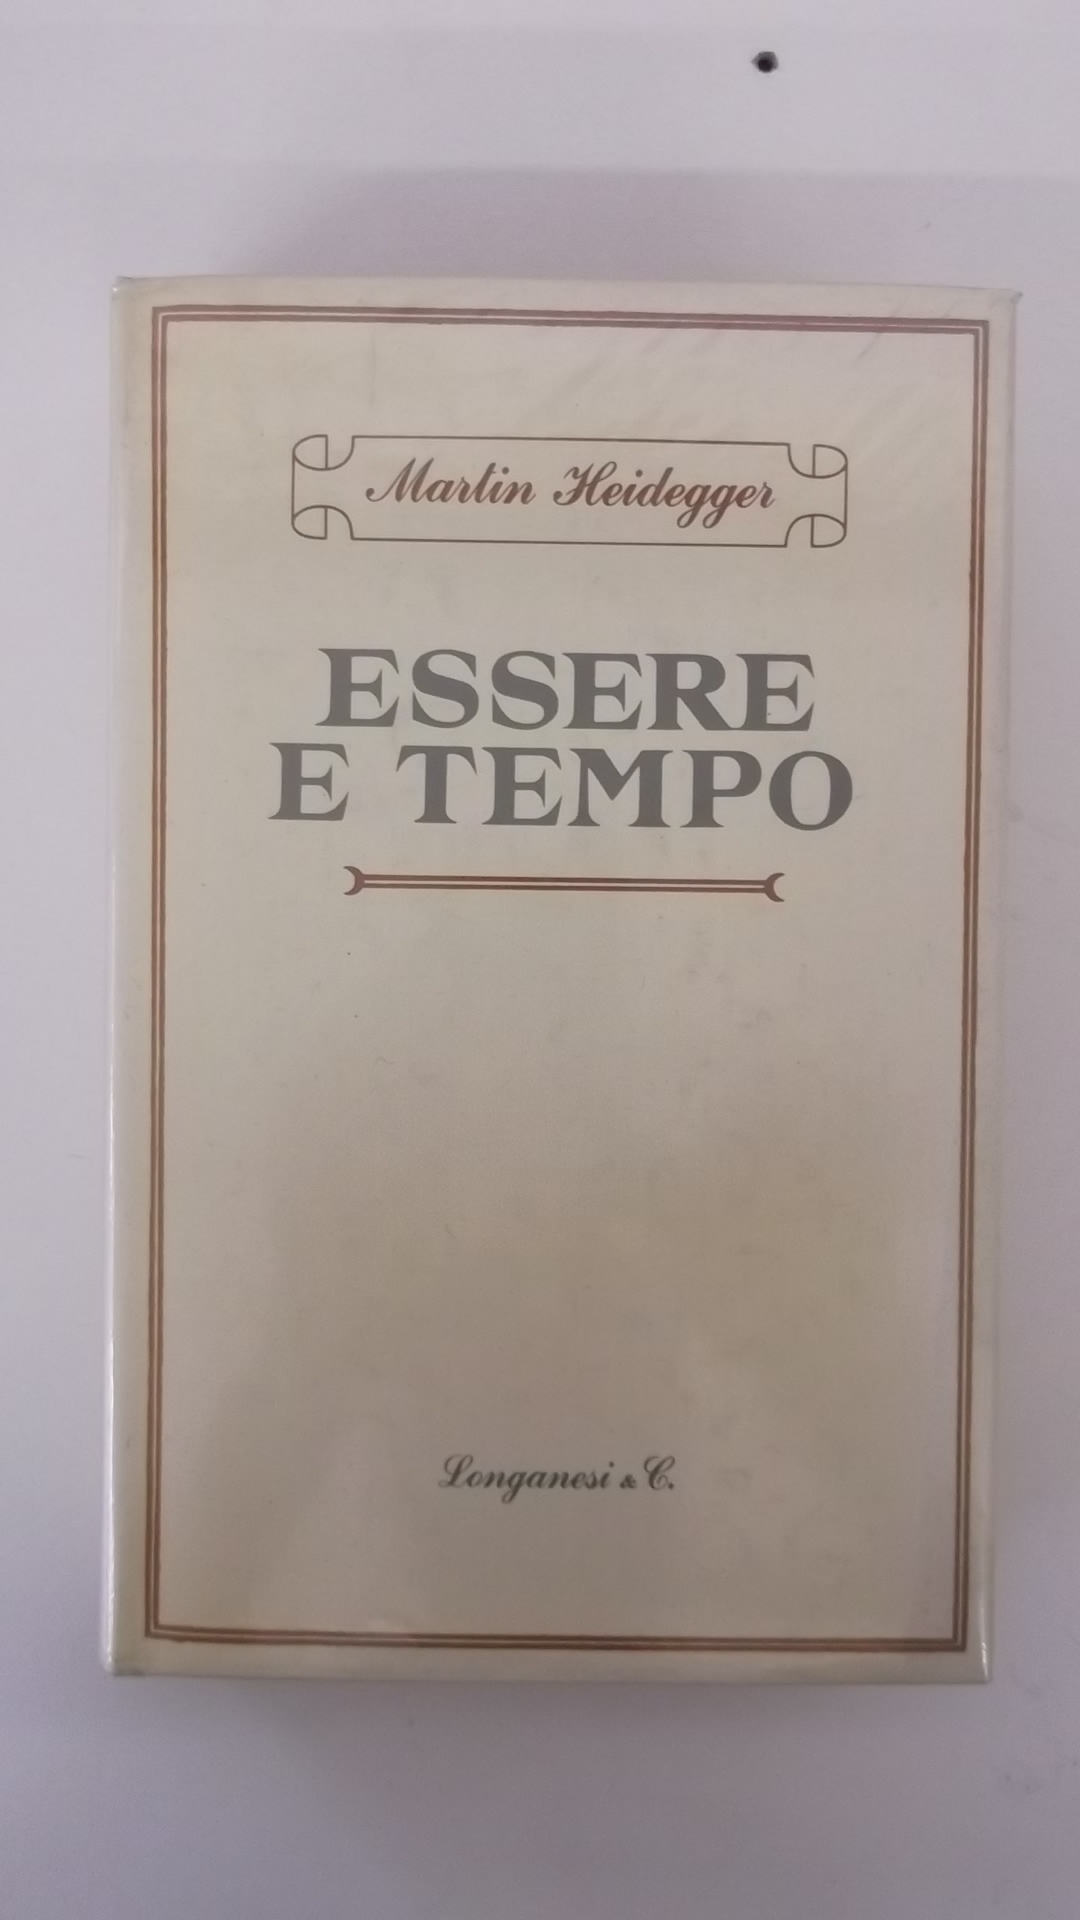 Martin Heidegger
ESSERE
E TEMPO
Longanesi & C.